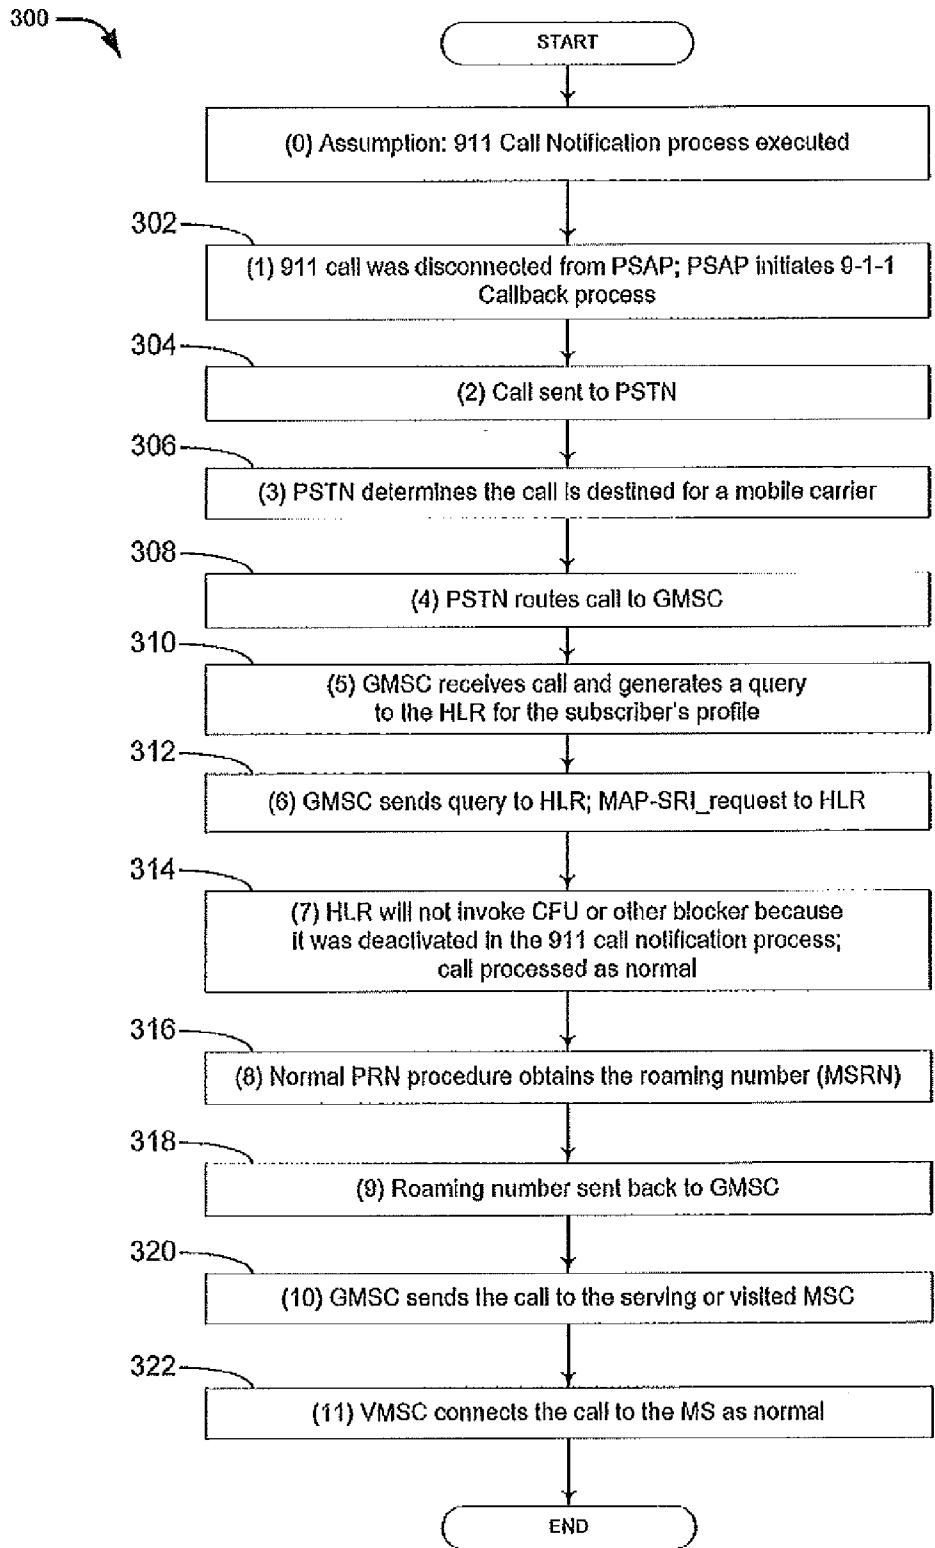 300
START
(0) Assumption: 911 Call Notification process executed
302
(1) 911 call was disconnected from PSAP; PSAP initiates 9-1-1
Callback process
304
(2) Call sent to PSTN
306
(3) PSTN determines the call is destined for a mobile carrier
308
(4) PSTN routes call to GMSC
310
(5) GMSC receives call and generates a query
to the HLR for the subscriber's profile
312
(6) GMSC sends query to HLR; MAP-SRI_request to HLR
314
(7) HLR will not invoke CFU or other blocker because
it was deactivated in the 911 call notification process;
call processed as normal
316
(8) Normal PRN procedure obtains the roaming number (MSRN)
318
(9) Roaming number sent back to GMSC
320
(10) GMSC sends the call to the serving or visited MSC
322
(11) VMSC connects the call to the MS as normal
END